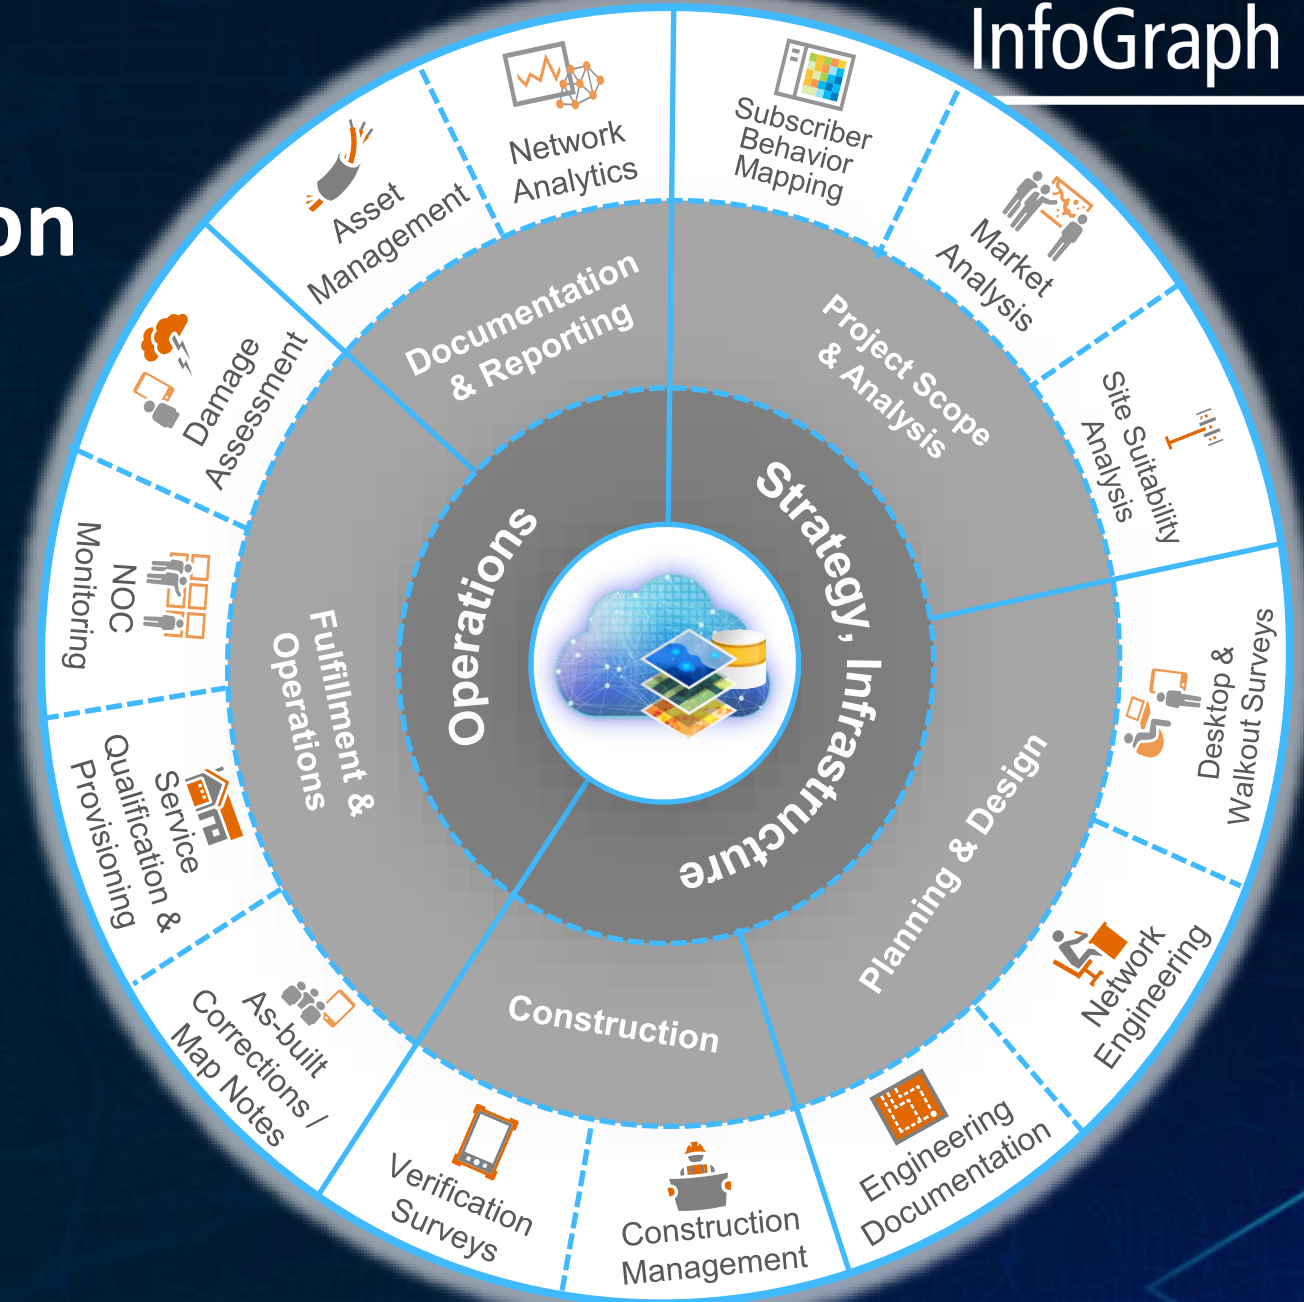 InfoGraph
on
Subscriber
Behavior
Mapping
Market
Analysis
Site Suitability
Analysis
Desktop &
Walkout Surveys
Network
Engineering
Engineering
Documentation
Construction
Management
Verification
Surveys
As-built
Corrections /
Map Notes
Service
Qualification &
Provisioning
NOC
Monitoring
Damage
Assessment
Asset
Management
Network
Analytics
Project Scope
& Analysis
Planning & Design
Construction
Fulfillment &
Operations
Documentation
& Reporting
Strategy, Infrastructure
Operations